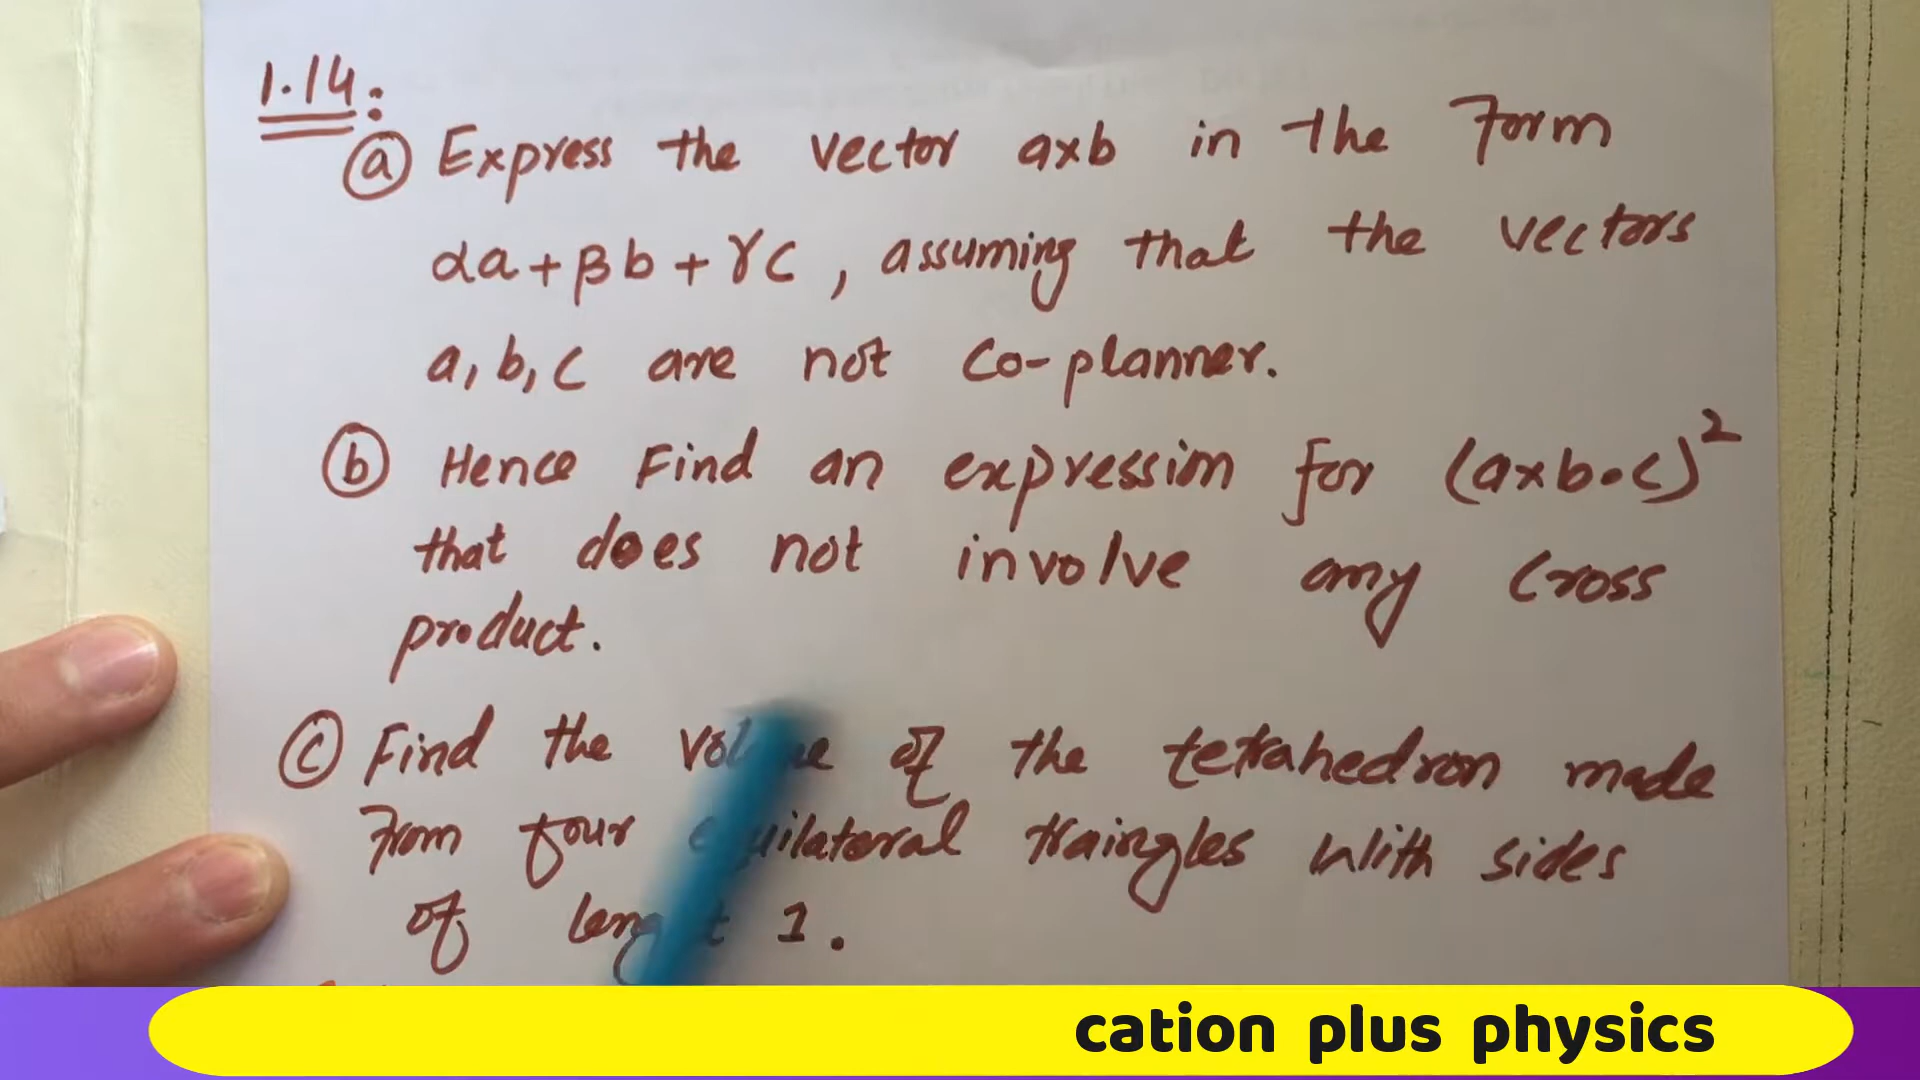 1.14:
ⓐ Express the vector a×b in the form
αa + βb + γc, assuming that the vectors
a, b, c are not co-planner.
ⓑ Hence Find an expression for (a×b•c)²
that does not involve any cross
product.
ⓒ Find the of the tetrahedron made
From four traingles with sides
of 1.
cation plus physics